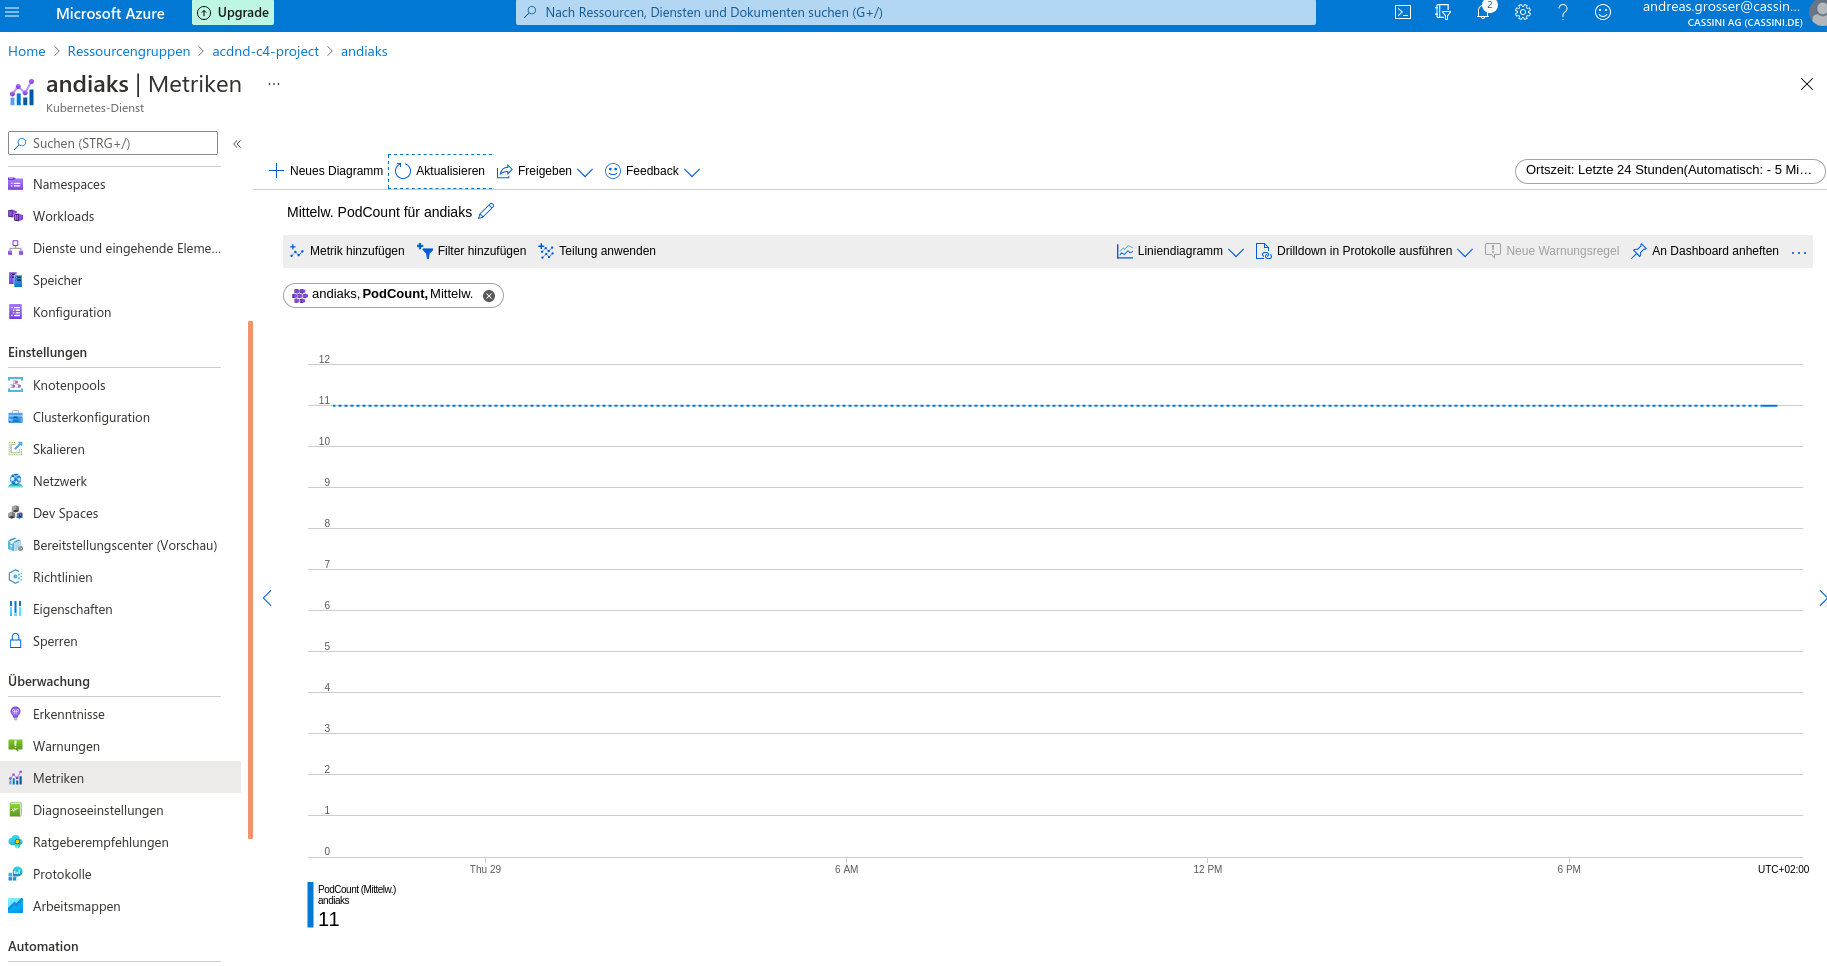 Microsoft Azure
Upgrade
Nach Ressourcen, Diensten und Dokumenten suchen (G+/)
2
andreas.grosser@cassin...
CASSINI AG (CASSINI.DE)
Home > Ressourcengruppen > acdnd-c4-project > andiaks
andiaks | Metriken ...
Kubernetes-Dienst
Suchen (STRG+/)
«
Namespaces
Workloads
Dienste und eingehende Eleme...
Speicher
Konfiguration
Einstellungen
Knotenpools
Clusterkonfiguration
Skalieren
Netzwerk
Dev Spaces
Bereitstellungscenter (Vorschau)
Richtlinien
Eigenschaften
Sperren
Überwachung
Erkenntnisse
Warnungen
Metriken
Diagnoseeinstellungen
Ratgeberempfehlungen
Protokolle
Arbeitsmappen
Automation
Neues Diagramm
Aktualisieren
Freigeben
Feedback
Ortszeit: Letzte 24 Stunden(Automatisch: - 5 Mi...
Mittelw. PodCount für andiaks
Metrik hinzufügen
Filter hinzufügen
Teilung anwenden
Liniendiagramm
Drilldown in Protokolle ausführen
Neue Warnungsregel
An Dashboard anheften
...
andiaks, PodCount, Mittelw.
12
11
10
9
8
7
6
5
4
3
2
1
0
Thu 29
6 AM
12 PM
6 PM
UTC+02:00
PodCount (Mittelw.)
andiaks
11